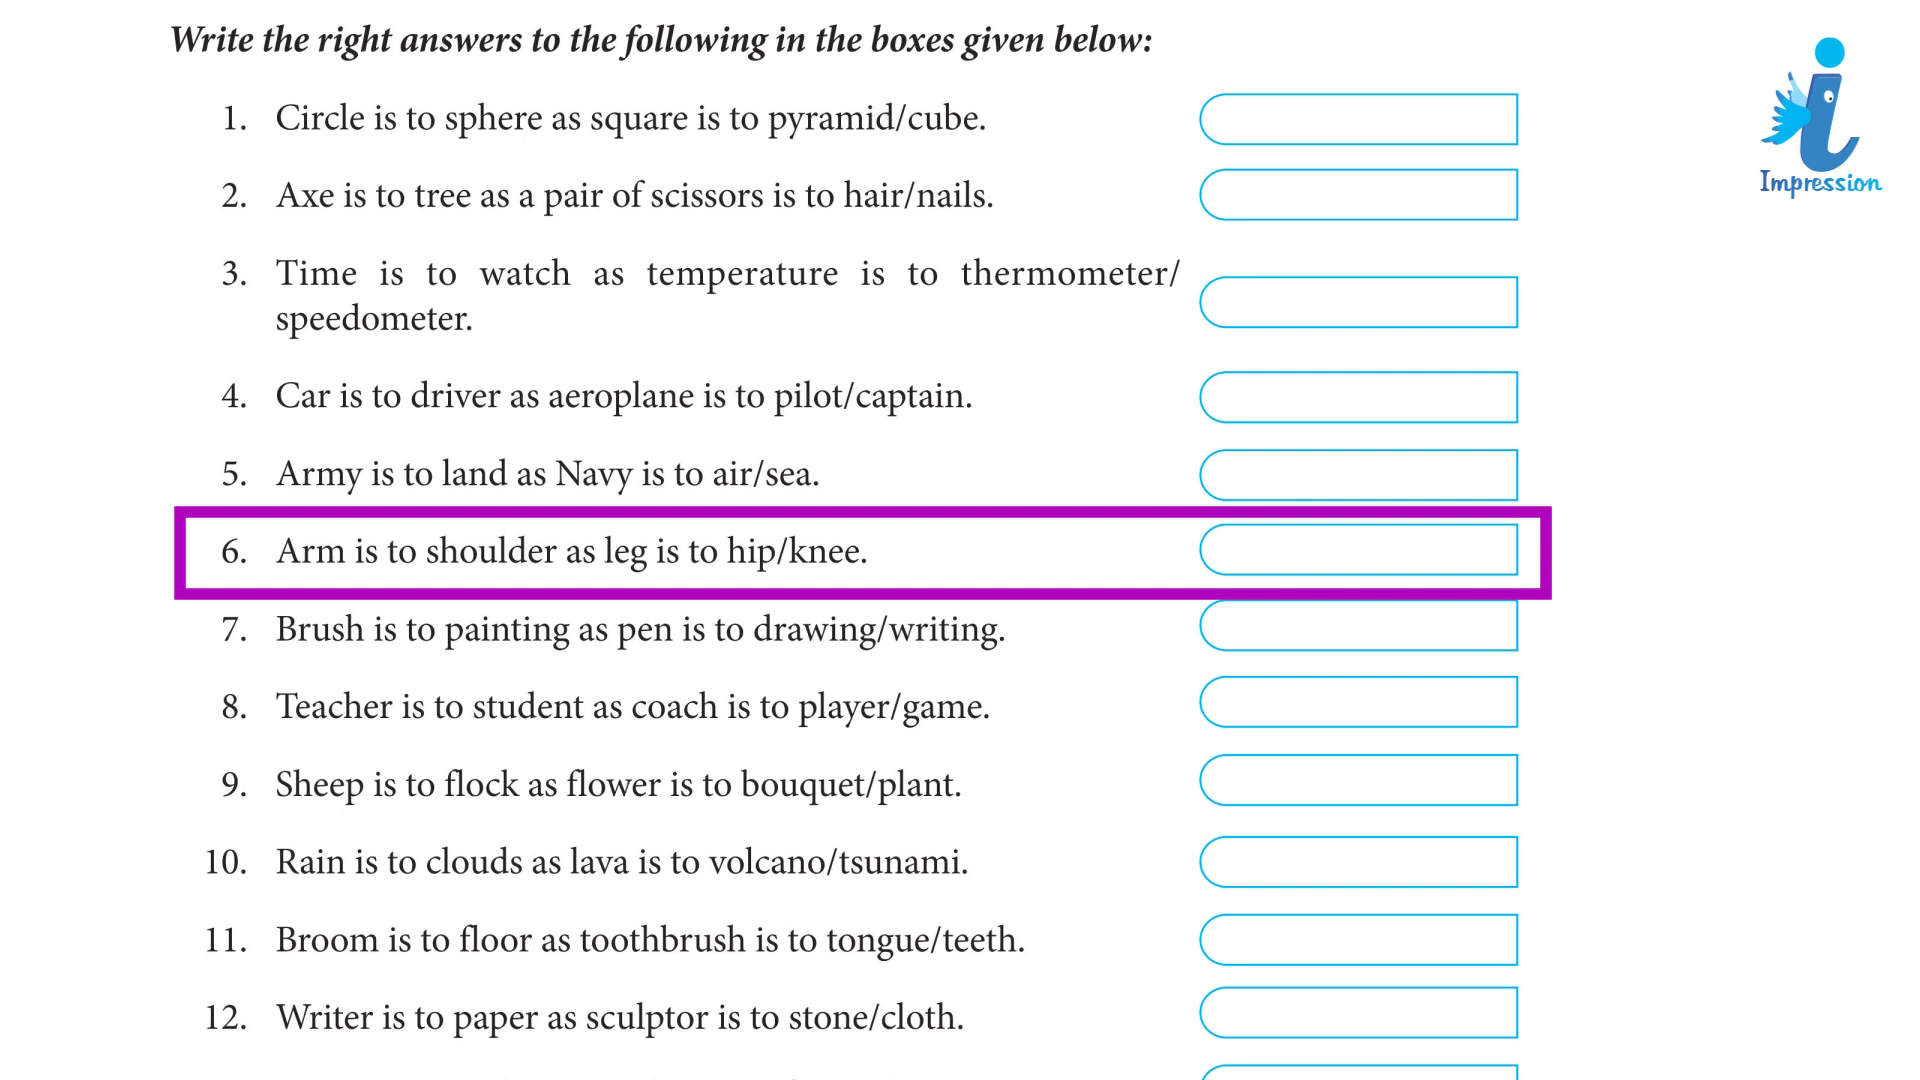 Write the right answers to the following in the boxes given below:
Impression
1. Circle is to sphere as square is to pyramid/cube.
2. Axe is to tree as a pair of scissors is to hair/nails.
3. Time is to watch as temperature is to thermometer/
speedometer.
4. Car is to driver as aeroplane is to pilot/captain.
5. Army is to land as Navy is to air/sea.
6. Arm is to shoulder as leg is to hip/knee.
7. Brush is to painting as pen is to drawing/writing.
8. Teacher is to student as coach is to player/game.
9. Sheep is to flock as flower is to bouquet/plant.
10. Rain is to clouds as lava is to volcano/tsunami.
11. Broom is to floor as toothbrush is to tongue/teeth.
12. Writer is to paper as sculptor is to stone/cloth.